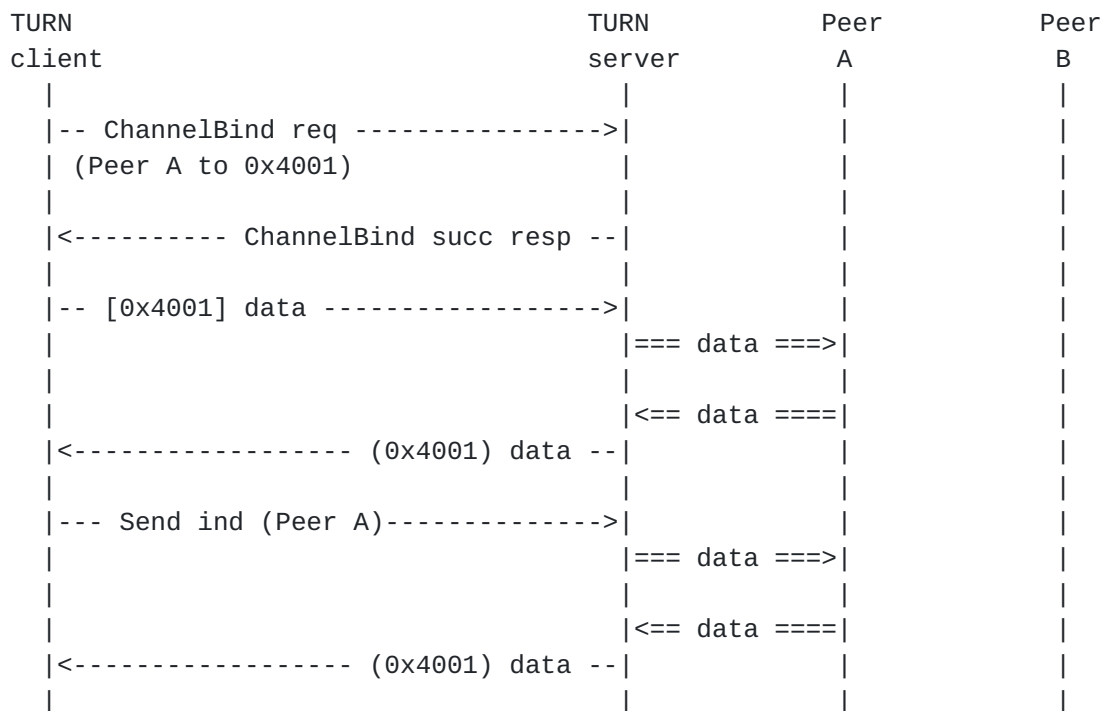 TURN TURN Peer Peer
client server A B
| | | |
|-- ChannelBind req ---------------->| | |
| (Peer A to 0x4001) | | |
| | | |
|<---------- ChannelBind succ resp --| | |
| | | |
|-- [0x4001] data ------------------>| | |
| |=== data ===>| |
| | | |
| |<== data ====| |
|<------------------ (0x4001) data --| | |
| | | |
|--- Send ind (Peer A)-------------->| | |
| |=== data ===>| |
| | | |
| |<== data ====| |
|<------------------ (0x4001) data --| | |
| | | |